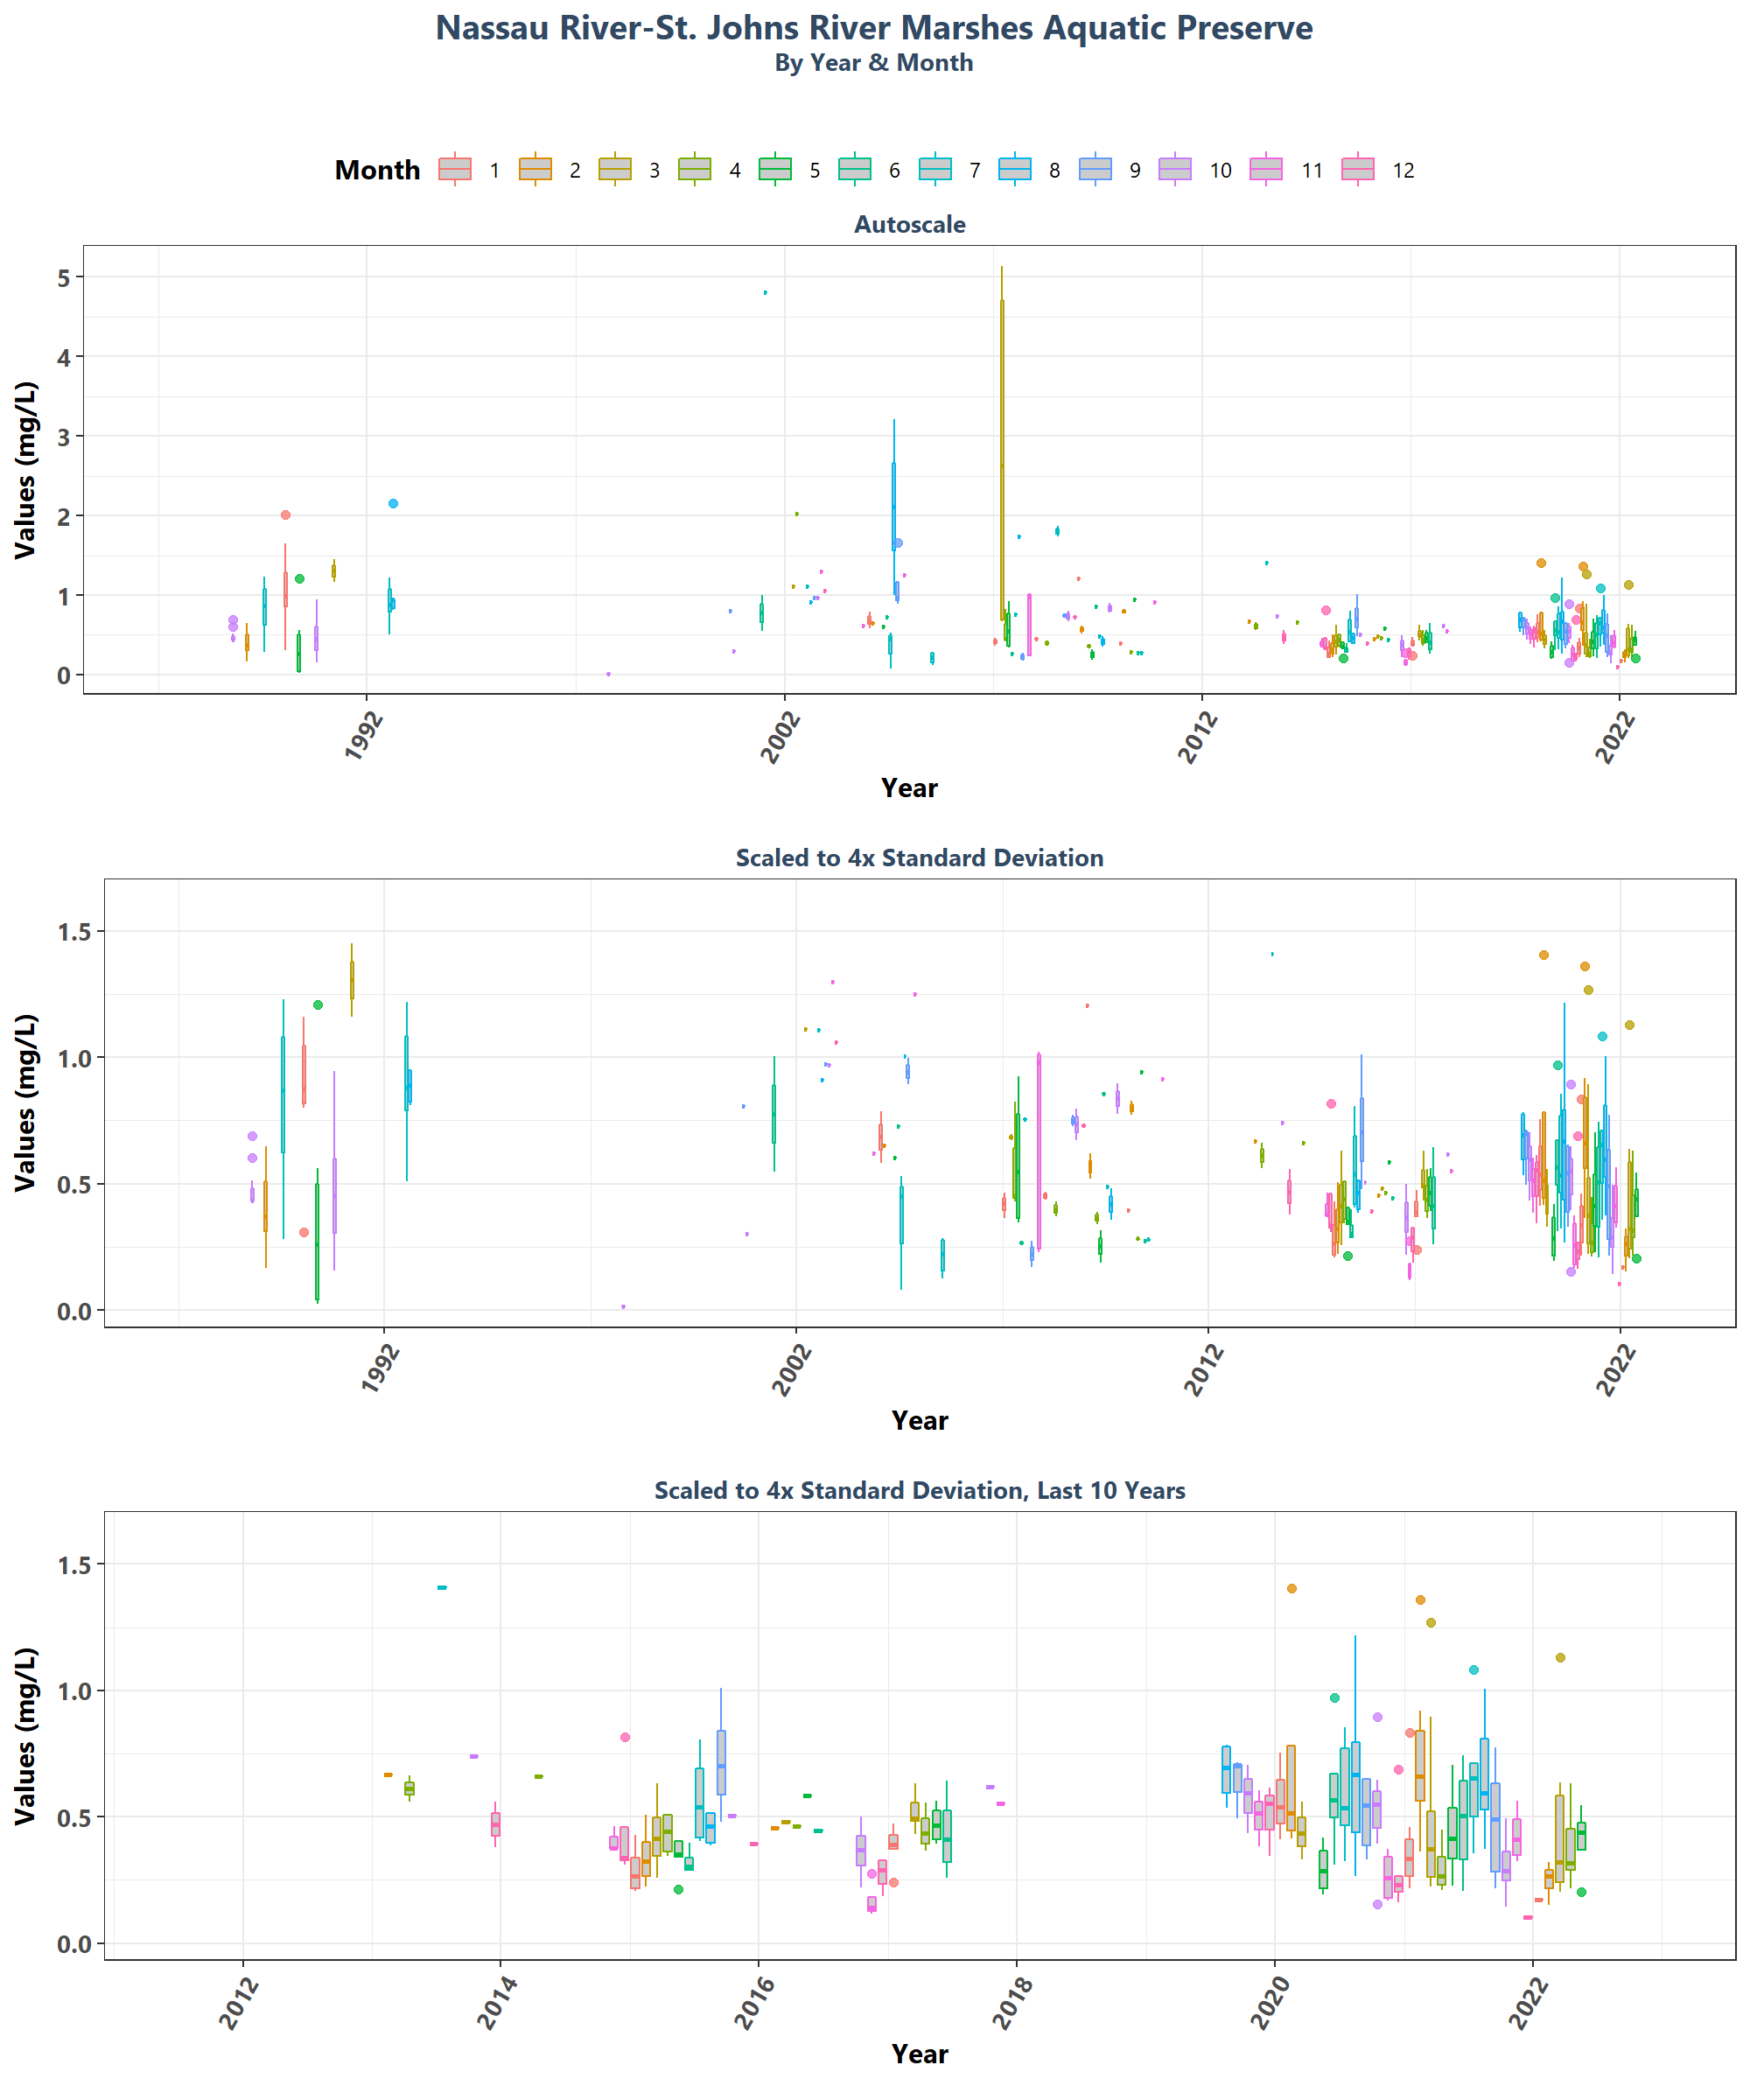 Nassau River-St. Johns River Marshes Aquatic Preserve
By Year & Month
Month 1 2 3 4 5 6 7 8 9 10 11 12
Autoscale
Values (mg/L)
5
4
3
2
1
0
1992 2002 2012 2022
Year
Scaled to 4x Standard Deviation
Values (mg/L)
1.5
1.0
0.5
0.0
1992 2002 2012 2022
Year
Scaled to 4x Standard Deviation, Last 10 Years
Values (mg/L)
1.5
1.0
0.5
0.0
2012 2014 2016 2018 2020 2022
Year